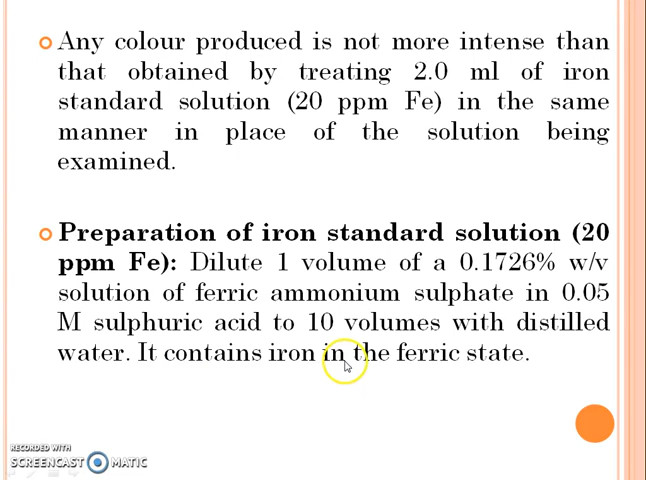 Any colour produced is not more intense than
that obtained by treating 2.0 ml of iron
standard solution (20 ppm Fe) in the same
manner in place of the solution being
examined.
Preparation of iron standard solution (20
ppm Fe): Dilute 1 volume of a 0.1726% w/v
solution of ferric ammonium sulphate in 0.05
M sulphuric acid to 10 volumes with distilled
water. It contains iron in the ferric state.
RECORDED WITH
SCREENCAST MATIC